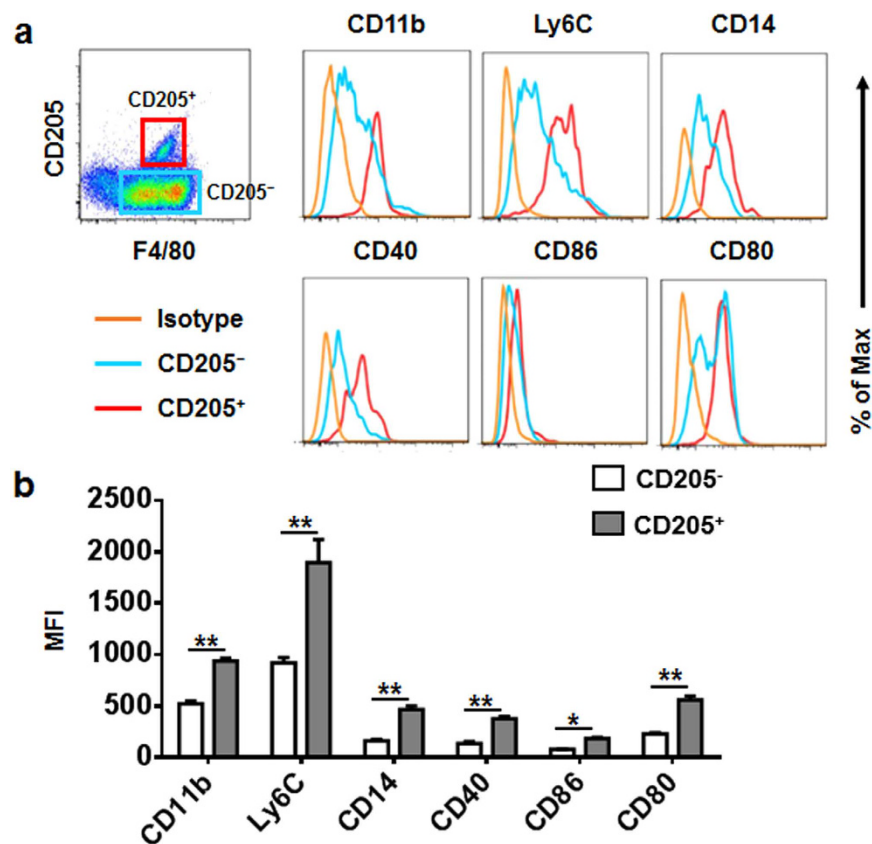 a
CD11b
Ly6C
CD14
CD205
CD205⁺
CD205⁻
F4/80
CD40
CD86
CD80
Isotype
CD205⁻
CD205⁺
% of Max
b
CD205-
CD205+
MFI
2500
2000
1500
1000
500
0
**
**
**
**
*
**
CD11b
Ly6C
CD14
CD40
CD86
CD80